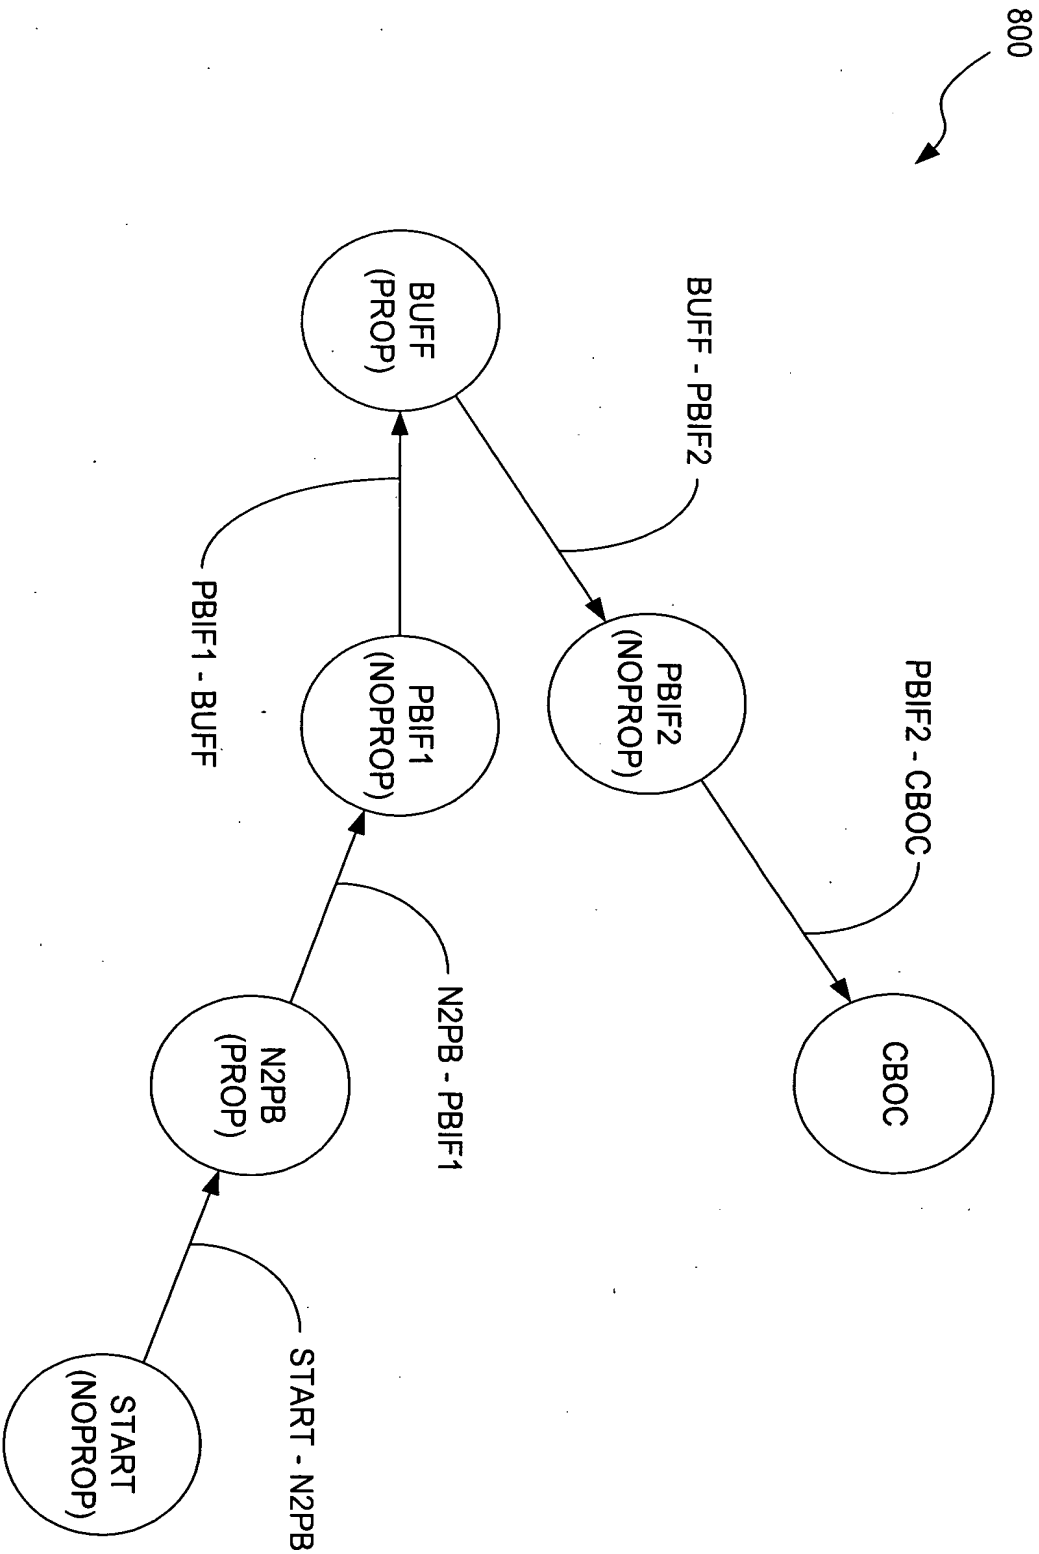 800
PBIF2 - CBOC
CBOC
BUFF - PBIF2
PBIF2
(NOPROP)
BUFF
(PROP)
PBIF1
(NOPROP)
N2PB - PBIF1
PBIF1 - BUFF
N2PB
(PROP)
START - N2PB
START
(NOPROP)